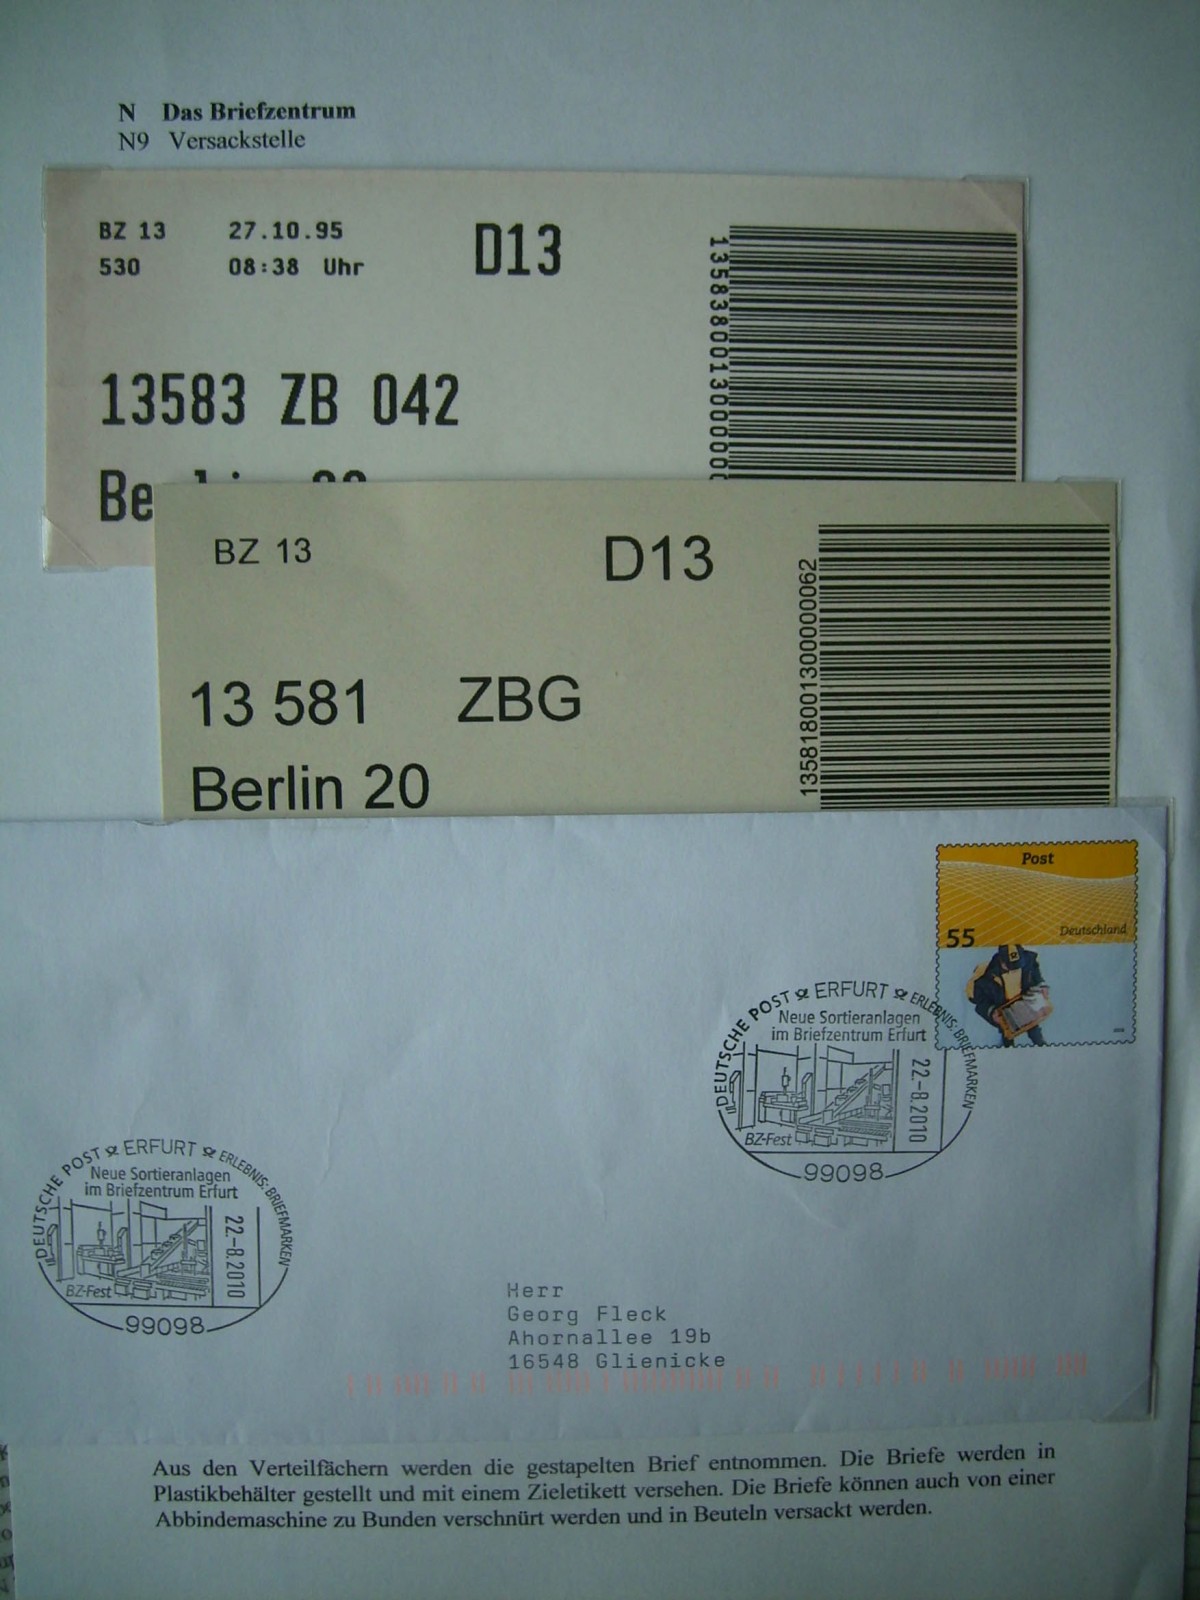 N Das Briefzentrum
N9 Versackstelle
BZ 13 27.10.95 D13
530 08:38 Uhr
13583 ZB 042
1358380013000000
BZ 13 D13
13 581 ZBG
Berlin 20
13581800130000062
Post
55 Deutschland
DEUTSCHE POST ERFURT ERLEBNIS: BRIEFMARKEN
Neue Sortieranlagen
im Briefzentrum Erfurt
22.-8.2010
BZ-Fest
99098
DEUTSCHE POST ERFURT ERLEBNIS: BRIEFMARKEN
Neue Sortieranlagen
im Briefzentrum Erfurt
22.-8.2010
BZ-Fest
99098
Herr
Georg Fleck
Ahornallee 19b
16548 Glienicke
Aus den Verteilfächern werden die gestapelten Brief entnommen. Die Briefe werden in
Plastikbehälter gestellt und mit einem Zieletikett versehen. Die Briefe können auch von einer
Abbindemaschine zu Bunden verschnürt werden und in Beuteln versackt werden.